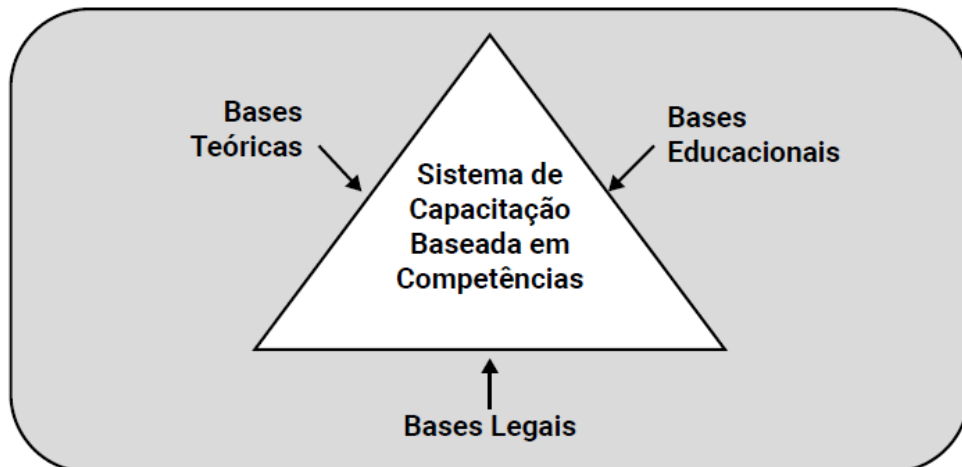 Bases
Teóricas
Bases
Educacionais
Sistema de
Capacitação
Baseada em
Competências
Bases Legais